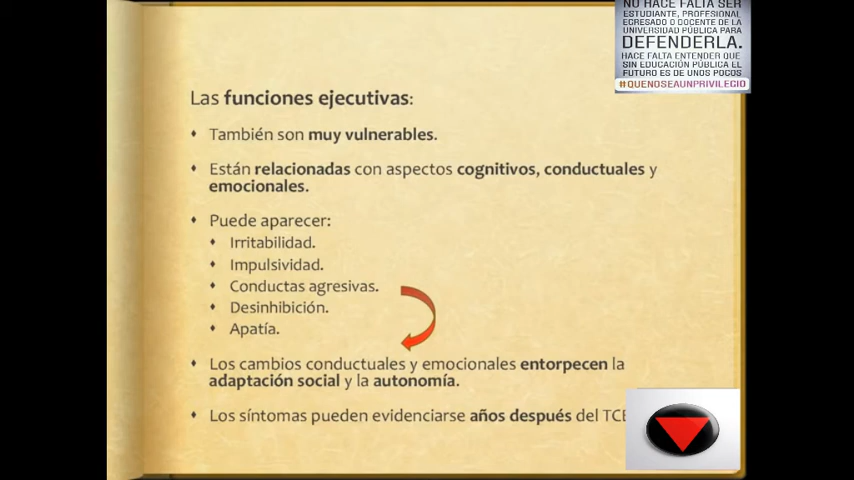 NO HACE FALTA SER
ESTUDIANTE, PROFESIONAL,
EGRESADO O DOCENTE DE LA
UNIVERSIDAD PÚBLICA PARA
DEFENDERLA.
HACE FALTA ENTENDER QUE
SIN EDUCACIÓN PÚBLICA EL
FUTURO ES DE UNOS POCOS
#QUENOSEAUNPRIVILEGIO
Las funciones ejecutivas:
También son muy vulnerables.
Están relacionadas con aspectos cognitivos, conductuales y
emocionales.
Puede aparecer:
Irritabilidad.
Impulsividad.
Conductas agresivas.
Desinhibición.
Apatía.
Los cambios conductuales y emocionales entorpecen la
adaptación social y la autonomía.
Los síntomas pueden evidenciarse años después del TCE